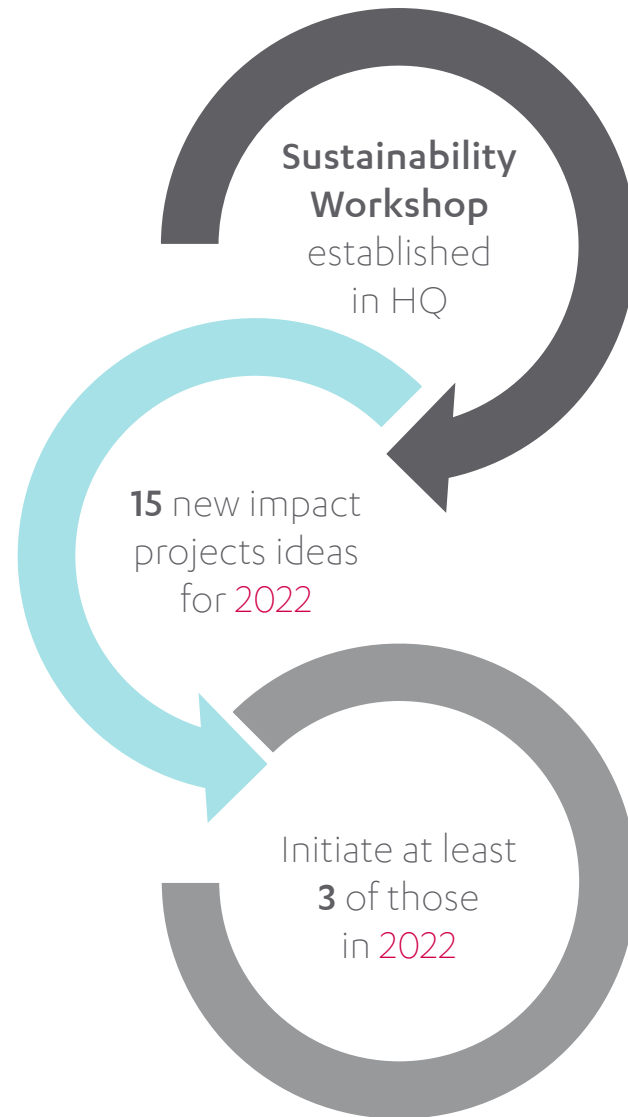 Sustainability
Workshop
established
in HQ
15 new impact
projects ideas
for 2022
Initiate at least
3 of those
in 2022